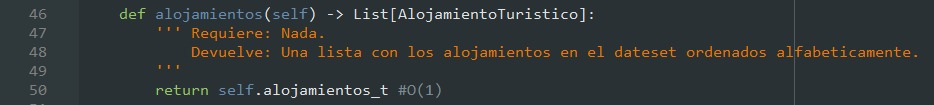 46 def alojamientos(self) -> List[AlojamientoTuristico]:
47 ''' Requiere: Nada.
48 Devuelve: Una lista con los alojamientos en el dateset ordenados alfabeticamente.
49 '''
50 return self.alojamientos_t #O(1)